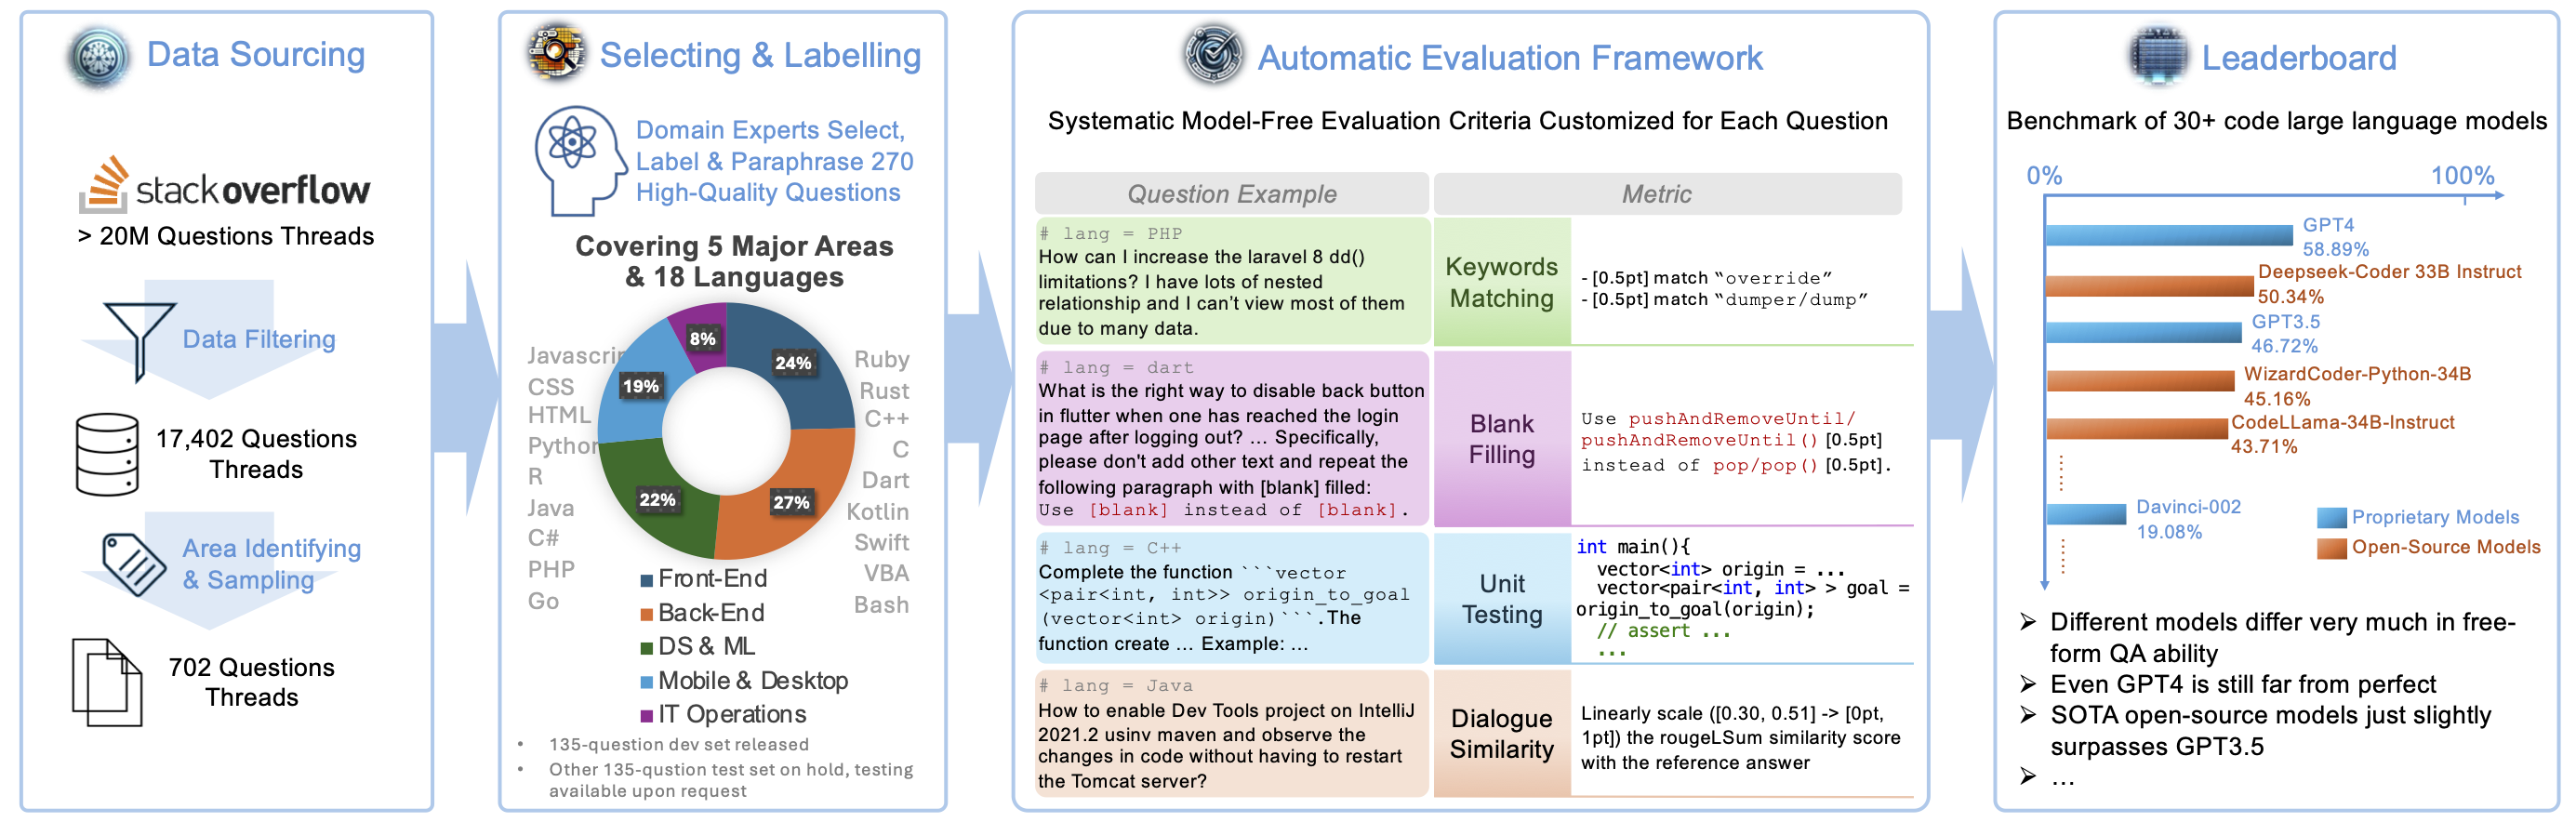 Data Sourcing
stackoverflow
> 20M Questions Threads
Data Filtering
17,402 Questions
Threads
Area Identifying
& Sampling
702 Questions
Threads
Selecting & Labelling
Domain Experts Select,
Label & Paraphrase 270
High-Quality Questions
Covering 5 Major Areas
& 18 Languages
Javascrip
CSS
HTML
Python
R
Java
C#
PHP
Go
8%
24%
19%
22%
27%
Ruby
Rust
C++
C
Dart
Kotlin
Swift
VBA
Bash
Front-End
Back-End
DS & ML
Mobile & Desktop
IT Operations
• 135-question dev set released
• Other 135-qustion test set on hold, testing
available upon request
Automatic Evaluation Framework
Systematic Model-Free Evaluation Criteria Customized for Each Question
Question Example
Metric
# lang = PHP
How can I increase the laravel 8 dd()
limitations? I have lots of nested
relationship and I can't view most of them
due to many data.
Keywords
Matching
- [0.5pt] match “override”
- [0.5pt] match “dumper/dump”
# lang = dart
What is the right way to disable back button
in flutter when one has reached the login
page after logging out? ... Specifically,
please don't add other text and repeat the
following paragraph with [blank] filled:
Use [blank] instead of [blank].
Blank
Filling
Use pushAndRemoveUntil/
pushAndRemoveUntil() [0.5pt]
instead of pop/pop() [0.5pt].
# lang = C++
Complete the function ```vector
<pair<int, int>> origin_to_goal
(vector<int> origin)```.The
function create ... Example: ...
Unit
Testing
int main(){
vector<int> origin = ...
vector<pair<int, int> > goal =
origin_to_goal(origin);
// assert ...
...
# lang = Java
How to enable Dev Tools project on IntelliJ
2021.2 usinv maven and observe the
changes in code without having to restart
the Tomcat server?
Dialogue
Similarity
Linearly scale ([0.30, 0.51] -> [0pt,
1pt]) the rougeLSum similarity score
with the reference answer
Leaderboard
Benchmark of 30+ code large language models
0%
100%
GPT4
58.89%
Deepseek-Coder 33B Instruct
50.34%
GPT3.5
46.72%
WizardCoder-Python-34B
45.16%
CodeLLama-34B-Instruct
43.71%
Davinci-002
19.08%
Proprietary Models
Open-Source Models
➢ Different models differ very much in free-
form QA ability
➢ Even GPT4 is still far from perfect
➢ SOTA open-source models just slightly
surpasses GPT3.5
➢ ...